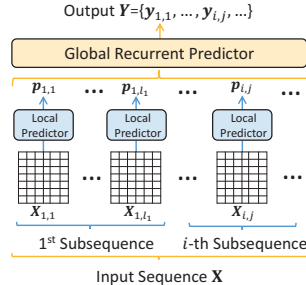 Output Y={y1,1, ..., yi,j, ...}
Global Recurrent Predictor
p1,1 ... p1,l1 ... pi,j ...
Local Predictor Local Predictor Local Predictor
... ... ...
X1,1 X1,l1 Xi,j
1st Subsequence i-th Subsequence
Input Sequence X